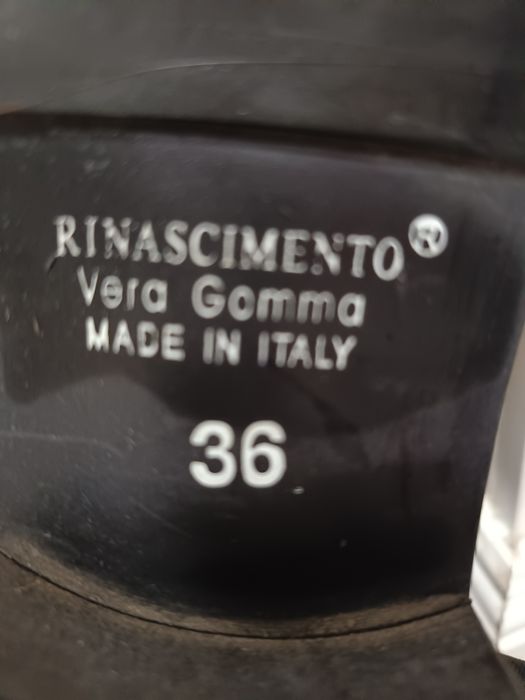 RINASCIMENTO®
Vera Gomma
MADE IN ITALY
36